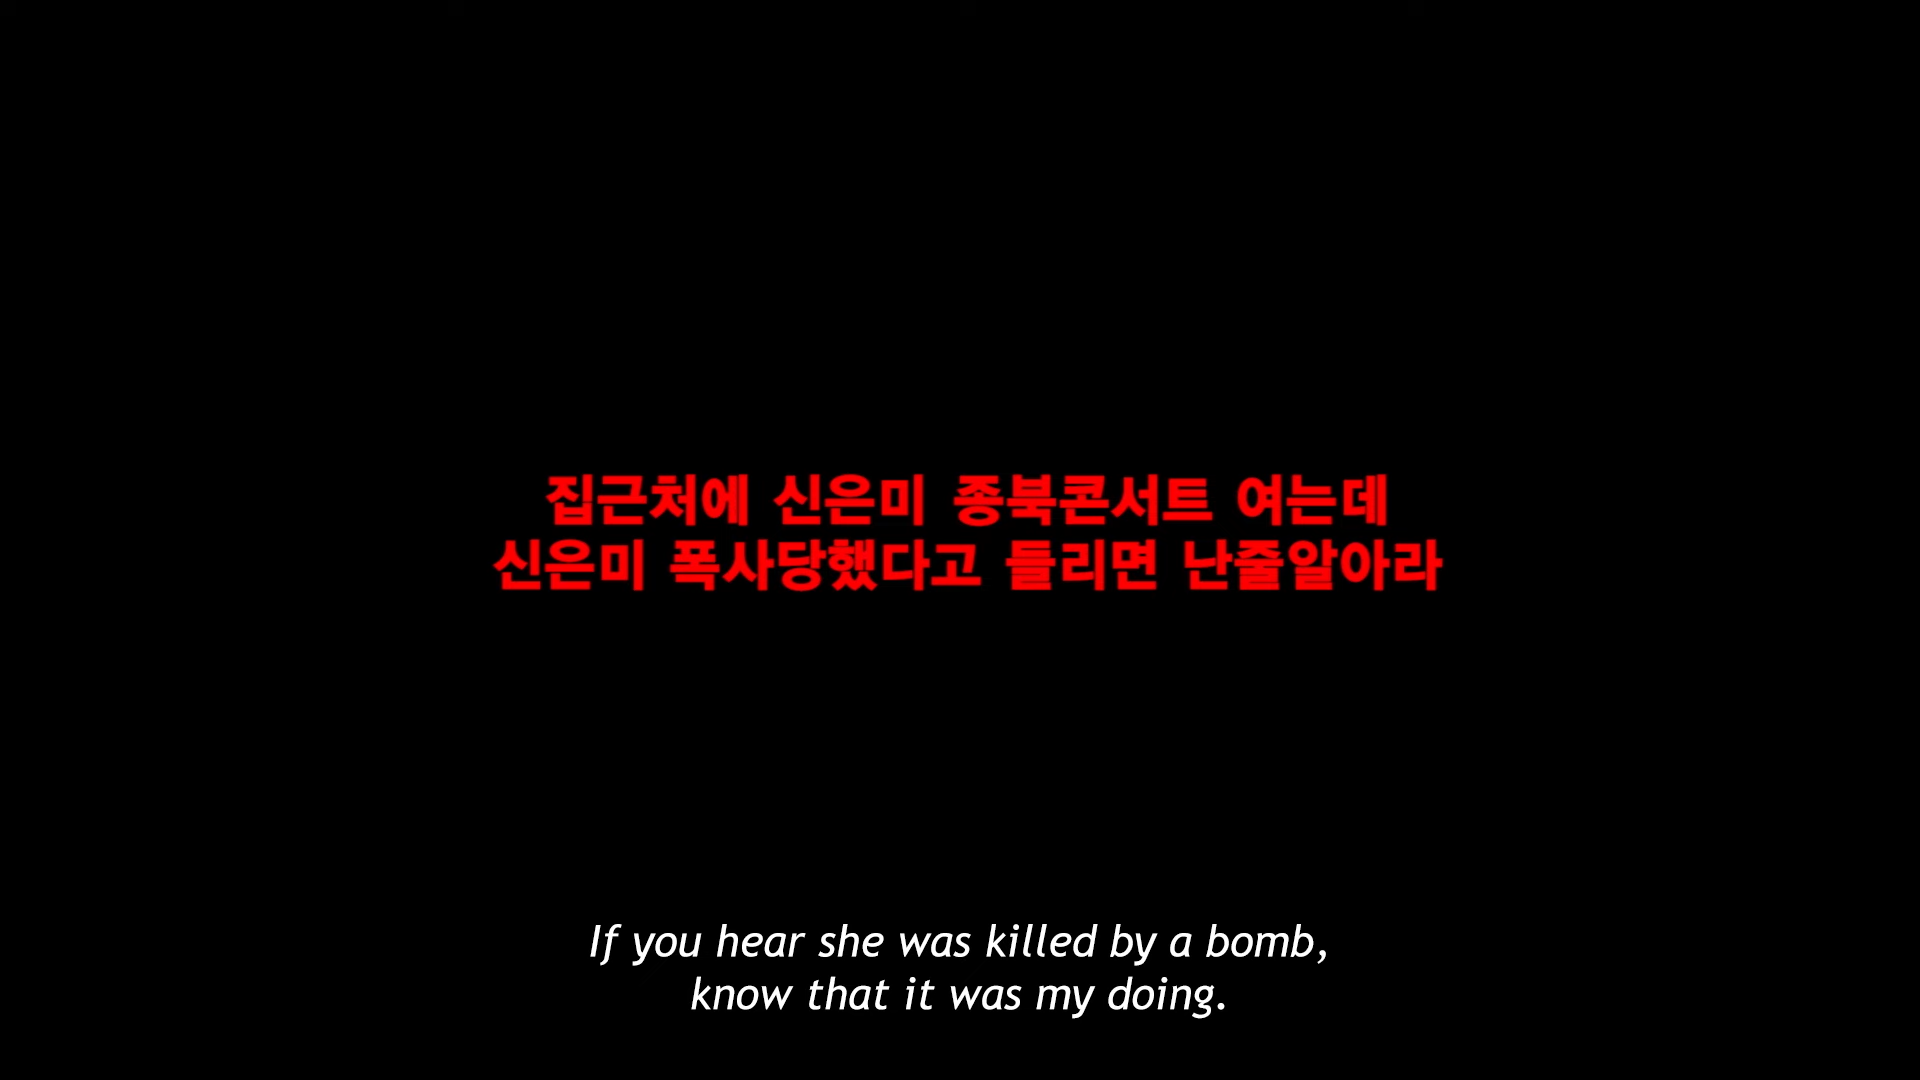 집근처에 신은미 종북콘서트 여는데
신은미 폭사당했다고 들리면 난줄알아라
If you hear she was killed by a bomb,
know that it was my doing.